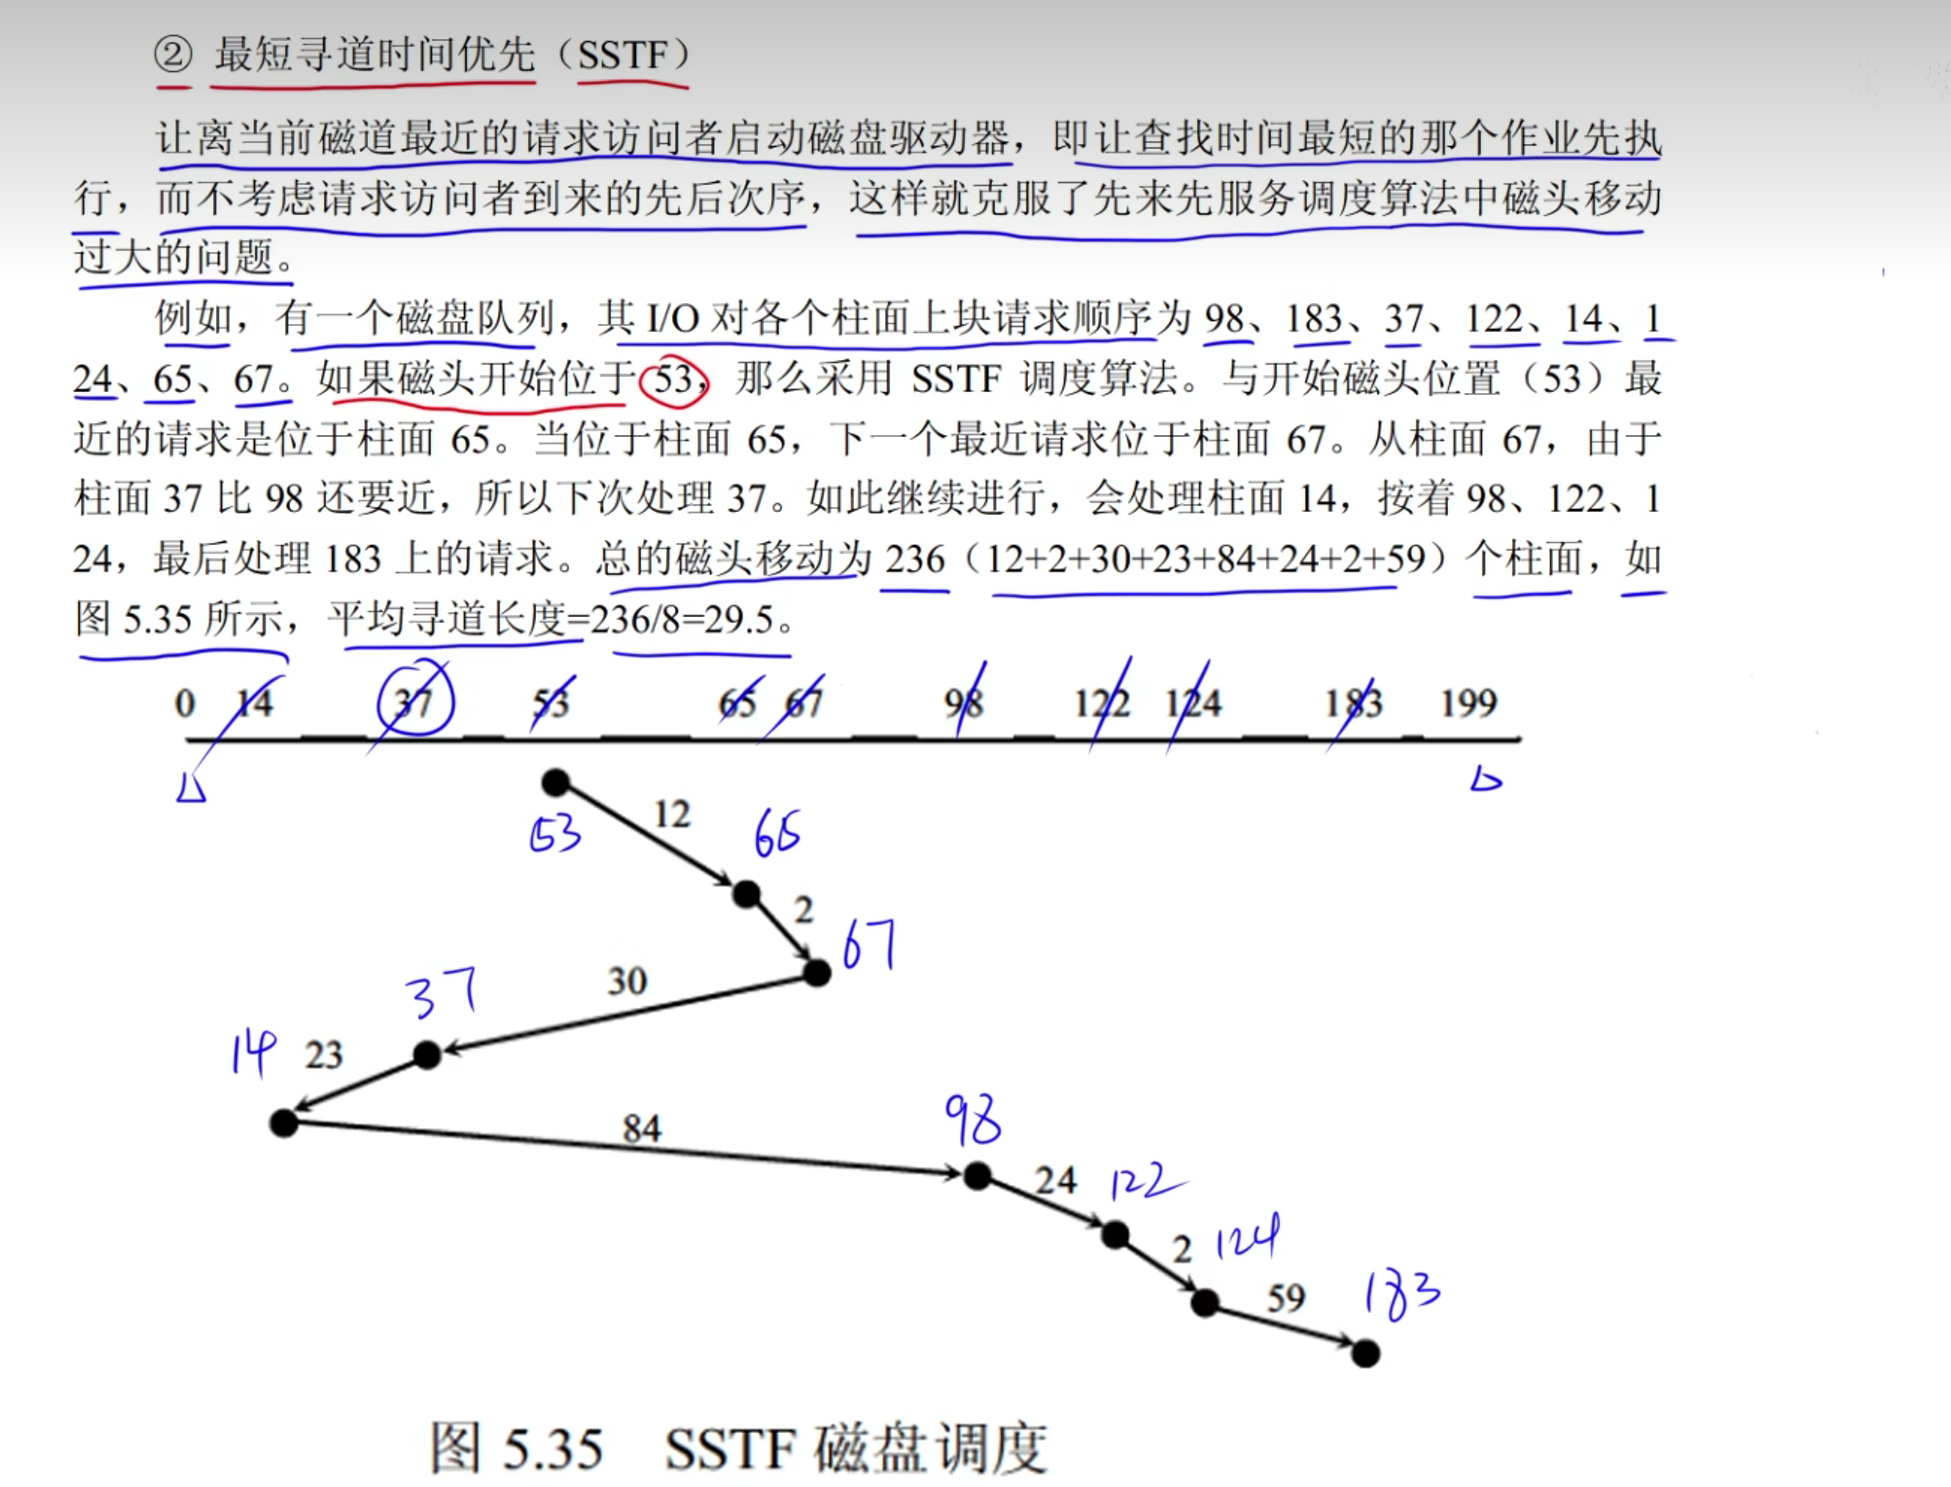 ② 最短寻道时间优先（SSTF）
让离当前磁道最近的请求访问者启动磁盘驱动器，即让查找时间最短的那个作业先执
行，而不考虑请求访问者到来的先后次序，这样就克服了先来先服务调度算法中磁头移动
过大的问题。
例如，有一个磁盘队列，其 I/O 对各个柱面上块请求顺序为 98、183、37、122、14、1
24、65、67。如果磁头开始位于 53，那么采用 SSTF 调度算法。与开始磁头位置（53）最
近的请求是位于柱面 65。当位于柱面 65，下一个最近请求位于柱面 67。从柱面 67，由于
柱面 37 比 98 还要近，所以下次处理 37。如此继续进行，会处理柱面 14，按着 98、122、1
24，最后处理 183 上的请求。总的磁头移动为 236（12+2+30+23+84+24+2+59）个柱面，如
图 5.35 所示，平均寻道长度=236/8=29.5。
0 14 37 53 65 67 98 122 124 183 199
12
53 65
2
67
30
37
14 23
84
98
24 122
2 124
59 183
图 5.35 SSTF 磁盘调度